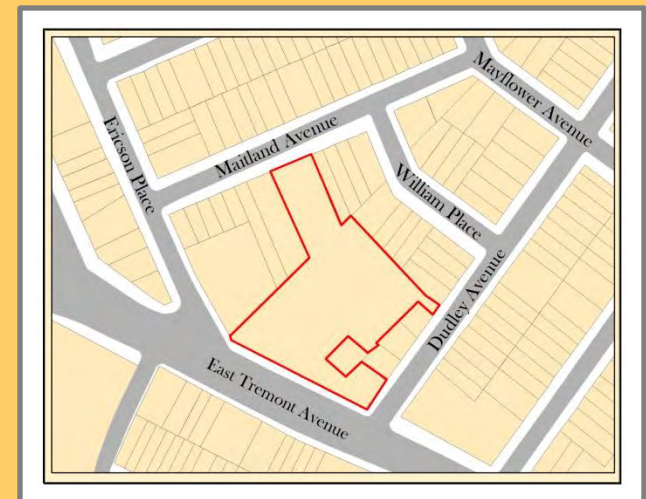 Mayflower Avenue
Ericson Place
Maitland Avenue
William Place
Dudley Avenue
East Tremont Avenue